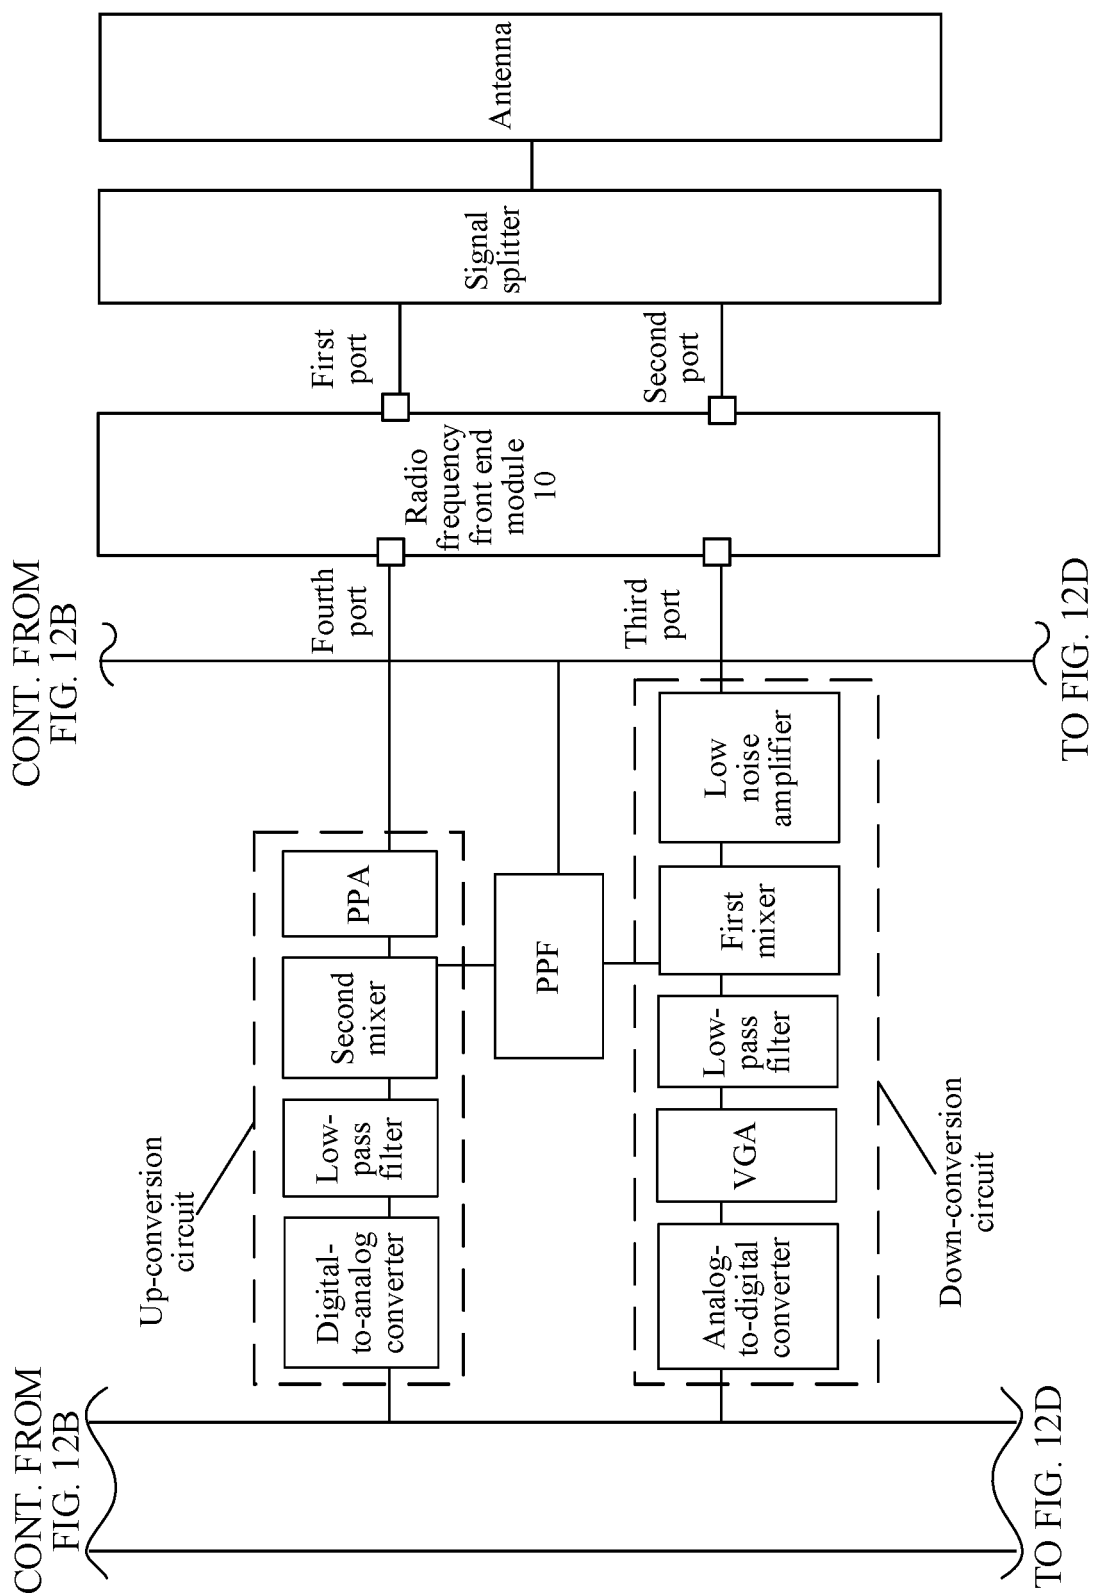 CONT. FROM
FIG. 12B
CONT. FROM
FIG. 12B
Up-conversion
circuit
Digital-
to-analog
converter
Low-
pass
filter
Second
mixer
PPA
Fourth
port
Radio
frequency
front end
module
10
First
port
Signal
splitter
Antenna
PPF
Analog-
to-digital
converter
VGA
Low-
pass
filter
First
mixer
Low
noise
amplifier
Third
port
Second
port
Down-conversion
circuit
TO FIG. 12D
TO FIG. 12D